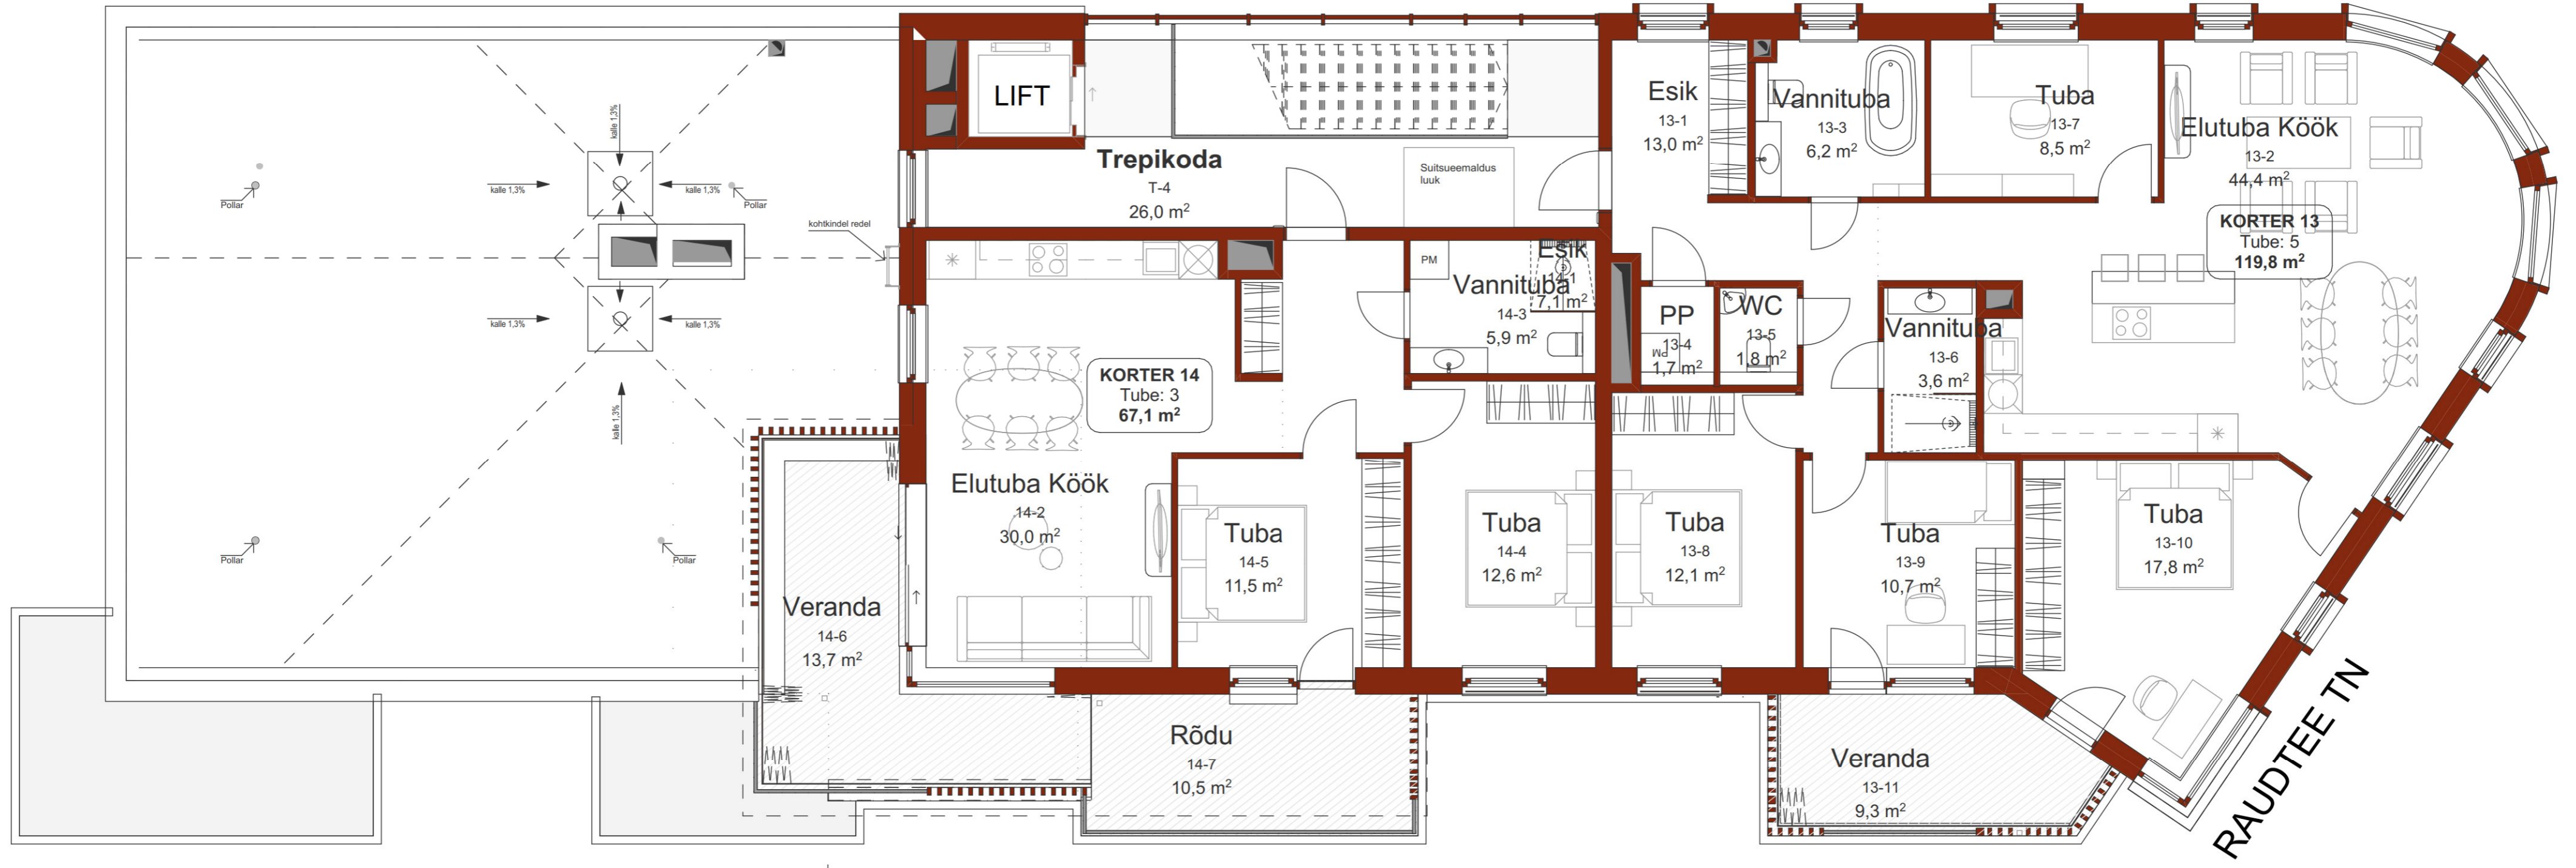 LIFT
Trepikoda
T-4
26,0 m²
Suitsueemaldus
luuk
Esik
13-1
13,0 m²
Vannituba
13-3
6,2 m²
Tuba
13-7
8,5 m²
Elutuba Köök
13-2
44,4 m²
KORTER 13
Tube: 5
119,8 m²
kalle 1,3%
kalle 1,3%
kalle 1,3%
Pollar
Pollar
kohtkindel redel
kalle 1,3%
kalle 1,3%
kalle 1,3%
Pollar
Pollar
PM
Esik
14-1
7,1 m²
Vannituba
14-3
5,9 m²
PP
13-4
PM
1,7 m²
WC
13-5
1,8 m²
Vannituba
13-6
3,6 m²
KORTER 14
Tube: 3
67,1 m²
Elutuba Köök
14-2
30,0 m²
Tuba
14-5
11,5 m²
Tuba
14-4
12,6 m²
Tuba
13-8
12,1 m²
Tuba
13-9
10,7 m²
Tuba
13-10
17,8 m²
Veranda
14-6
13,7 m²
Rõdu
14-7
10,5 m²
Veranda
13-11
9,3 m²
RAUDTEE TN